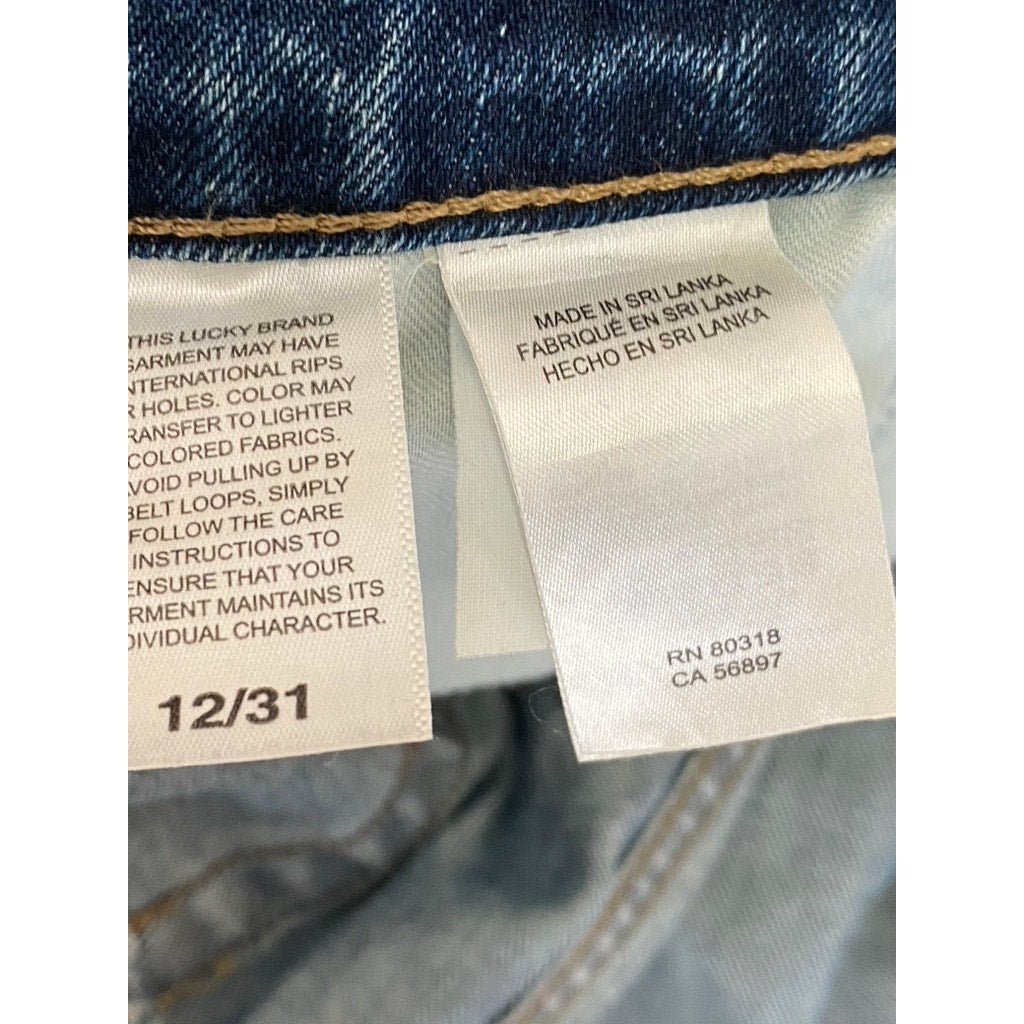 THIS LUCKY BRAND
GARMENT MAY HAVE
NTERNATIONAL RIPS
R HOLES. COLOR MAY
RANSFER TO LIGHTER
COLORED FABRICS.
VOID PULLING UP BY
BELT LOOPS, SIMPLY
FOLLOW THE CARE
INSTRUCTIONS TO
ENSURE THAT YOUR
RMENT MAINTAINS ITS
DIVIDUAL CHARACTER.
12/31
MADE IN SRI LANKA
FABRIQUÉ EN SRI LANKA
HECHO EN SRI LANKA
RN 80318
CA 56897